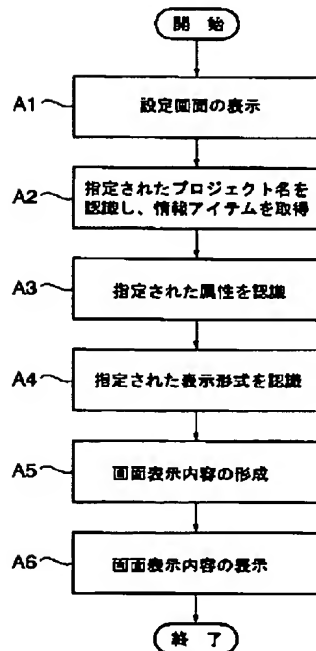 開 始
A1
設定画面の表示
A2
指定されたプロジェクト名を
認識し、情報アイテムを取得
A3
指定された属性を認識
A4
指定された表示形式を認識
A5
画面表示内容の形成
A6
画面表示内容の表示
終 了